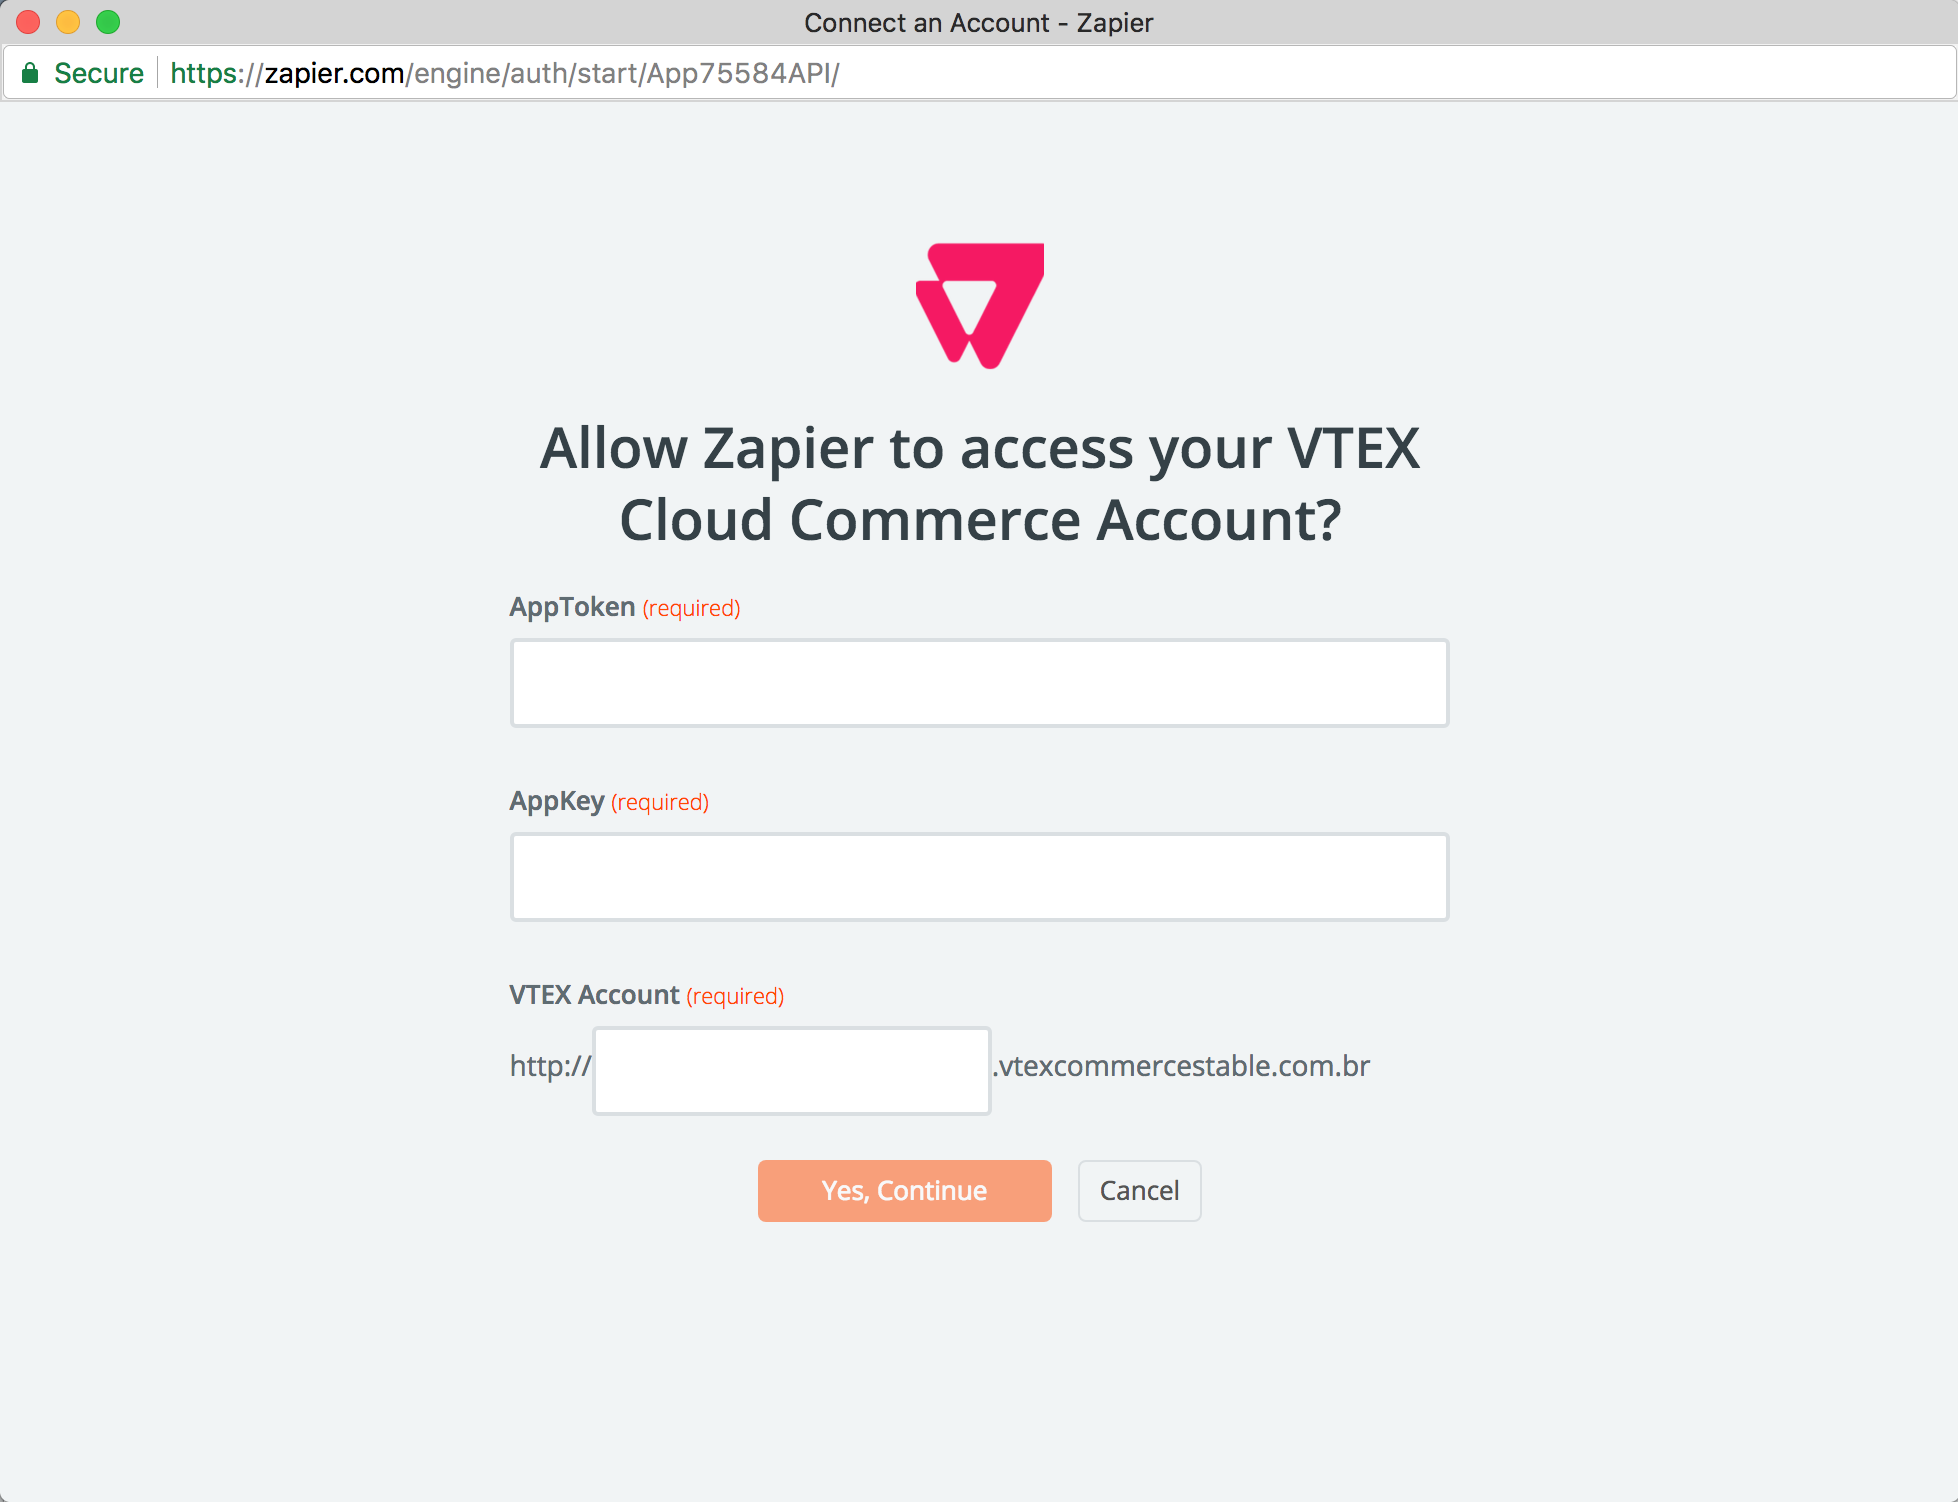 Connect an Account - Zapier
Secure https://zapier.com/engine/auth/start/App75584API/
Allow Zapier to access your VTEX
Cloud Commerce Account?
AppToken (required)
AppKey (required)
VTEX Account (required)
http:// .vtexcommercestable.com.br
Yes, Continue Cancel